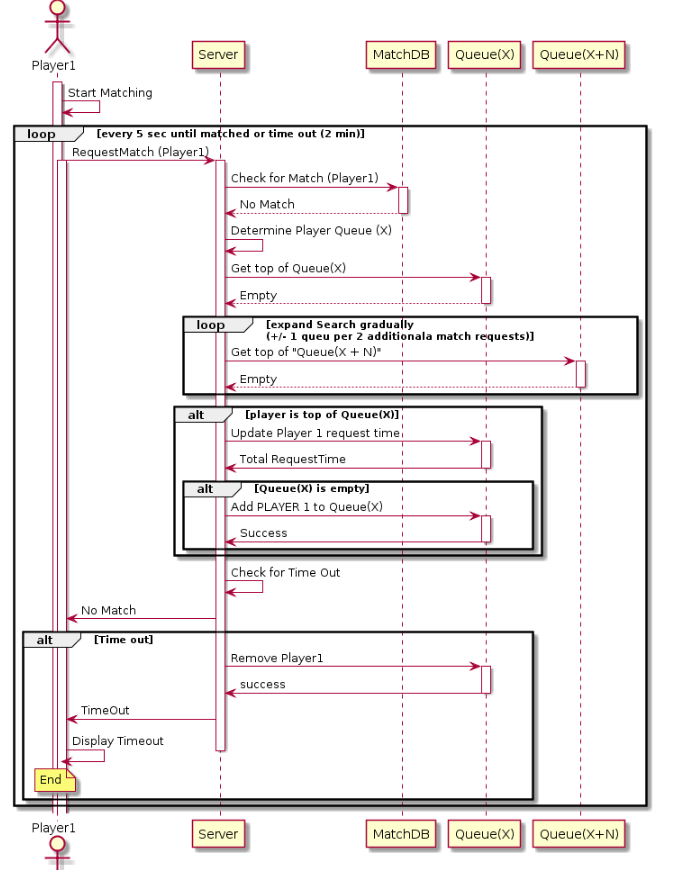 Player1
Server
MatchDB
Queue(X)
Queue(X+N)
Start Matching
loop
[every 5 sec until matched or time out (2 min)]
RequestMatch (Player1)
Check for Match (Player1)
No Match
Determine Player Queue (X)
Get top of Queue(X)
Empty
loop
[expand Search gradually
(+/- 1 queu per 2 additionala match requests)]
Get top of "Queue(X + N)"
Empty
alt
[player is top of Queue(X)]
Update Player 1 request time
Total RequestTime
alt
[Queue(X) is empty]
Add PLAYER 1 to Queue(X)
Success
Check for Time Out
No Match
alt
[Time out]
Remove Player1
success
TimeOut
Display Timeout
End
Player1
Server
MatchDB
Queue(X)
Queue(X+N)